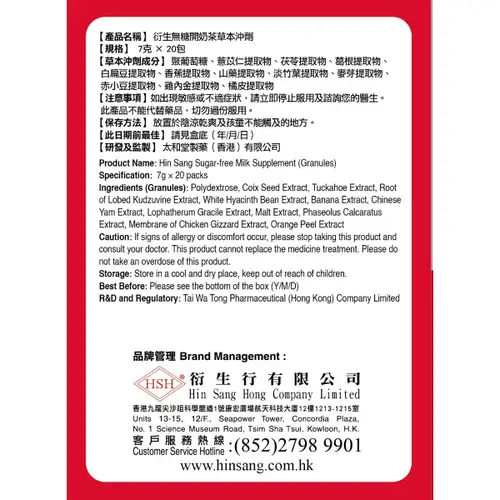 【產品名稱】衍生無糖開奶茶草本沖劑
【規格】 7克 × 20包
【草本沖劑成分】聚葡萄糖、薏苡仁提取物、茯苓提取物、葛根提取物、
白扁豆提取物、香蕉提取物、山藥提取物、淡竹葉提取物、麥芽提取物、
赤小豆提取物、雞內金提取物、橘皮提取物
【注意事項】如出現敏感或不適症狀，請立即停止服用及諮詢您的醫生。
此產品不能代替藥品，切勿過份服用。
【保存方法】放置於陰涼乾爽及孩童不能觸及的地方。
【此日期前最佳】請見盒底（年/月/日）
【研發及監製】太和堂製藥（香港）有限公司
Product Name: Hin Sang Sugar-free Milk Supplement (Granules)
Specification: 7g x 20 packs
Ingredients (Granules): Polydextrose, Coix Seed Extract, Tuckahoe Extract, Root
of Lobed Kudzuvine Extract, White Hyacinth Bean Extract, Banana Extract, Chinese
Yam Extract, Lophatherum Gracile Extract, Malt Extract, Phaseolus Calcaratus
Extract, Membrane of Chicken Gizzard Extract, Orange Peel Extract
Caution: If signs of allergy or discomfort occur, please stop taking this product and
consult your doctor. This product cannot replace the medicine treatment. Please do
not take an overdose of this product.
Storage: Store in a cool and dry place, keep out of reach of children.
Best Before: Please see the bottom of the box (Y/M/D)
R&D and Regulatory: Tai Wa Tong Pharmaceutical (Hong Kong) Company Limited
品牌管理 Brand Management :
HSH® 衍生行有限公司
Hin Sang Hong Company Limited
香港九龍尖沙咀科學館道1號康宏廣場航天科技大廈12樓1213-1215室
Units 13-15, 12/F., Seapower Tower, Concordia Plaza,
No. 1 Science Museum Road, Tsim Sha Tsui, Kowloon, H.K.
客戶服務熱線
Customer Service Hotline :(852)2798 9901
www.hinsang.com.hk